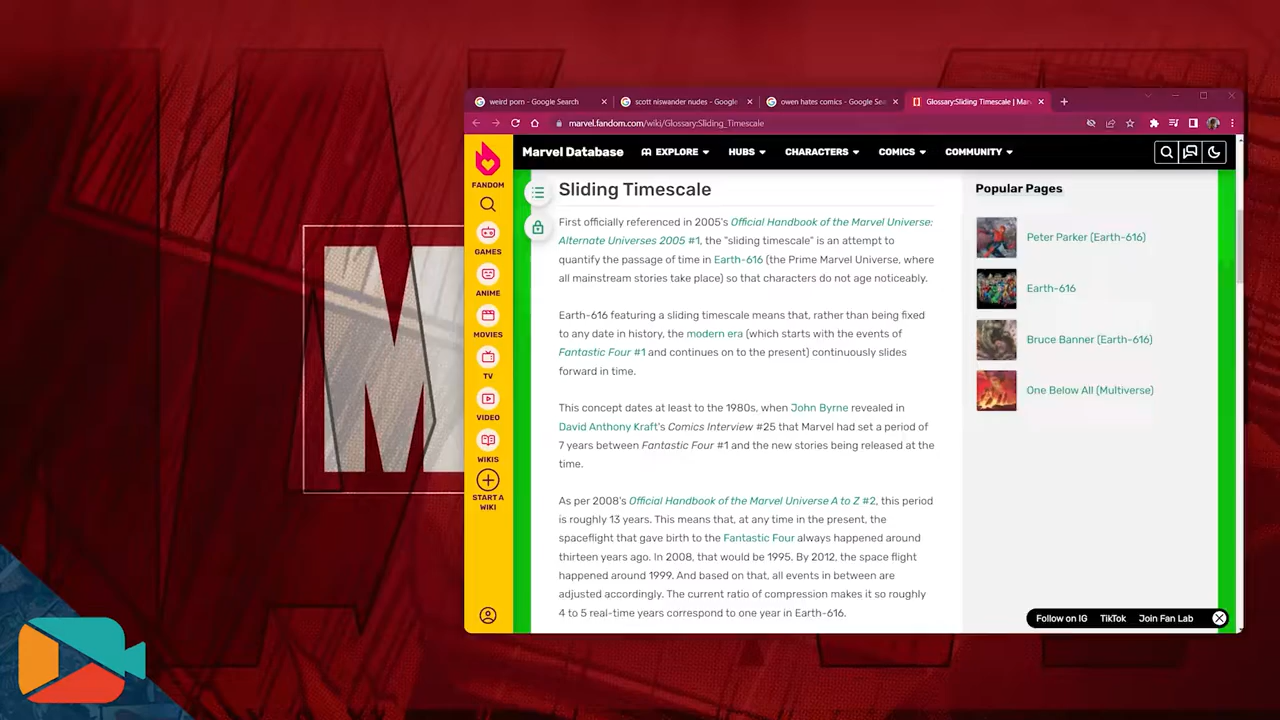 weird porn - Google Search
scott niswander nudes - Google
owen hates comics - Google Sea
Glossary:Sliding Timescale | Mar
marvel.fandom.com/wiki/Glossary:Sliding_Timescale
Marvel Database
EXPLORE
HUBS
CHARACTERS
COMICS
COMMUNITY
FANDOM
GAMES
ANIME
MOVIES
TV
VIDEO
WIKIS
START A
WIKI
Sliding Timescale
First officially referenced in 2005's Official Handbook of the Marvel Universe:
Alternate Universes 2005 #1, the "sliding timescale" is an attempt to
quantify the passage of time in Earth-616 (the Prime Marvel Universe, where
all mainstream stories take place) so that characters do not age noticeably.
Earth-616 featuring a sliding timescale means that, rather than being fixed
to any date in history, the modern era (which starts with the events of
Fantastic Four #1 and continues on to the present) continuously slides
forward in time.
This concept dates at least to the 1980s, when John Byrne revealed in
David Anthony Kraft's Comics Interview #25 that Marvel had set a period of
7 years between Fantastic Four #1 and the new stories being released at the
time.
As per 2008's Official Handbook of the Marvel Universe A to Z #2, this period
is roughly 13 years. This means that, at any time in the present, the
spaceflight that gave birth to the Fantastic Four always happened around
thirteen years ago. In 2008, that would be 1995. By 2012, the space flight
happened around 1999. And based on that, all events in between are
adjusted accordingly. The current ratio of compression makes it so roughly
4 to 5 real-time years correspond to one year in Earth-616.
Popular Pages
Peter Parker (Earth-616)
Earth-616
Bruce Banner (Earth-616)
One Below All (Multiverse)
Follow on IG
TikTok
Join Fan Lab
M